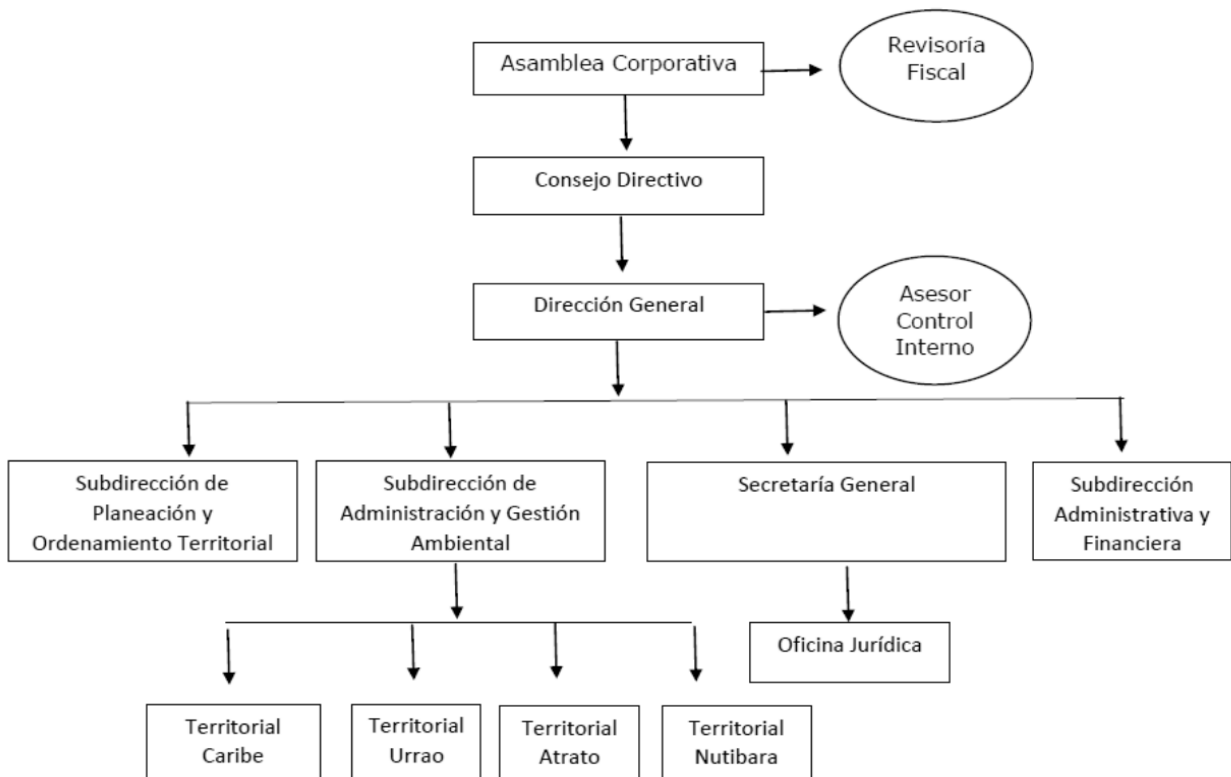 Asamblea Corporativa
Revisoría
Fiscal
Consejo Directivo
Dirección General
Asesor
Control
Interno
Subdirección de
Planeación y
Ordenamiento Territorial
Subdirección de
Administración y Gestión
Ambiental
Secretaría General
Subdirección
Administrativa y
Financiera
Oficina Jurídica
Territorial
Caribe
Territorial
Urrao
Territorial
Atrato
Territorial
Nutibara